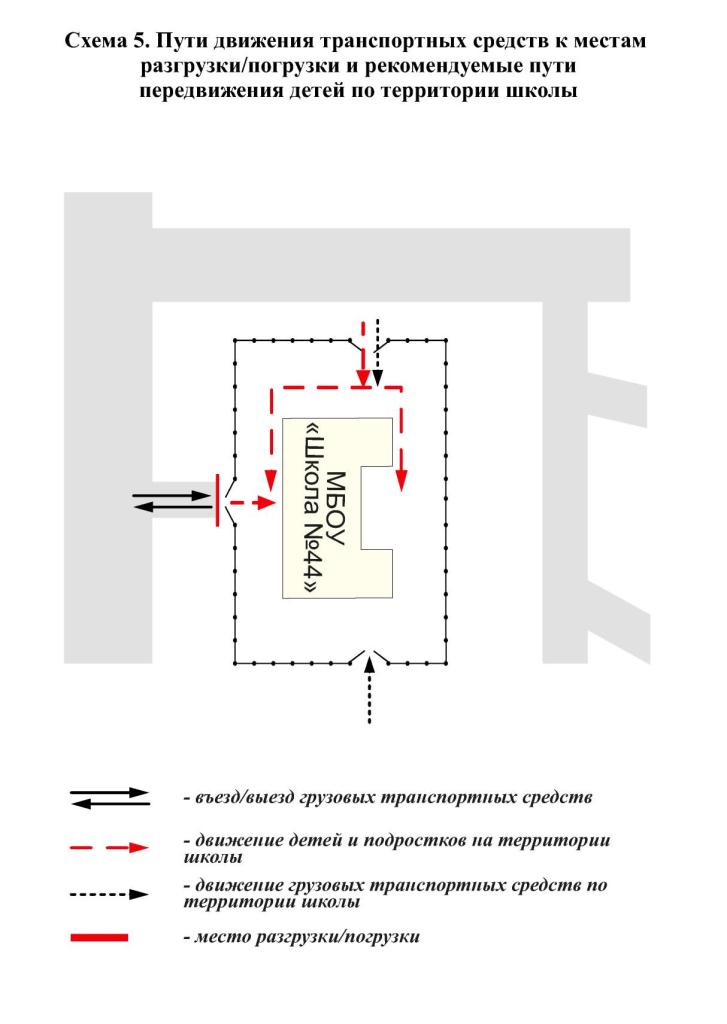 Схема 5. Пути движения транспортных средств к местам
разгрузки/погрузки и рекомендуемые пути
передвижения детей по территории школы
МБОУ
«Школа №44»
- въезд/выезд грузовых транспортных средств
- движение детей и подростков на территории
школы
- движение грузовых транспортных средств по
территории школы
- место разгрузки/погрузки